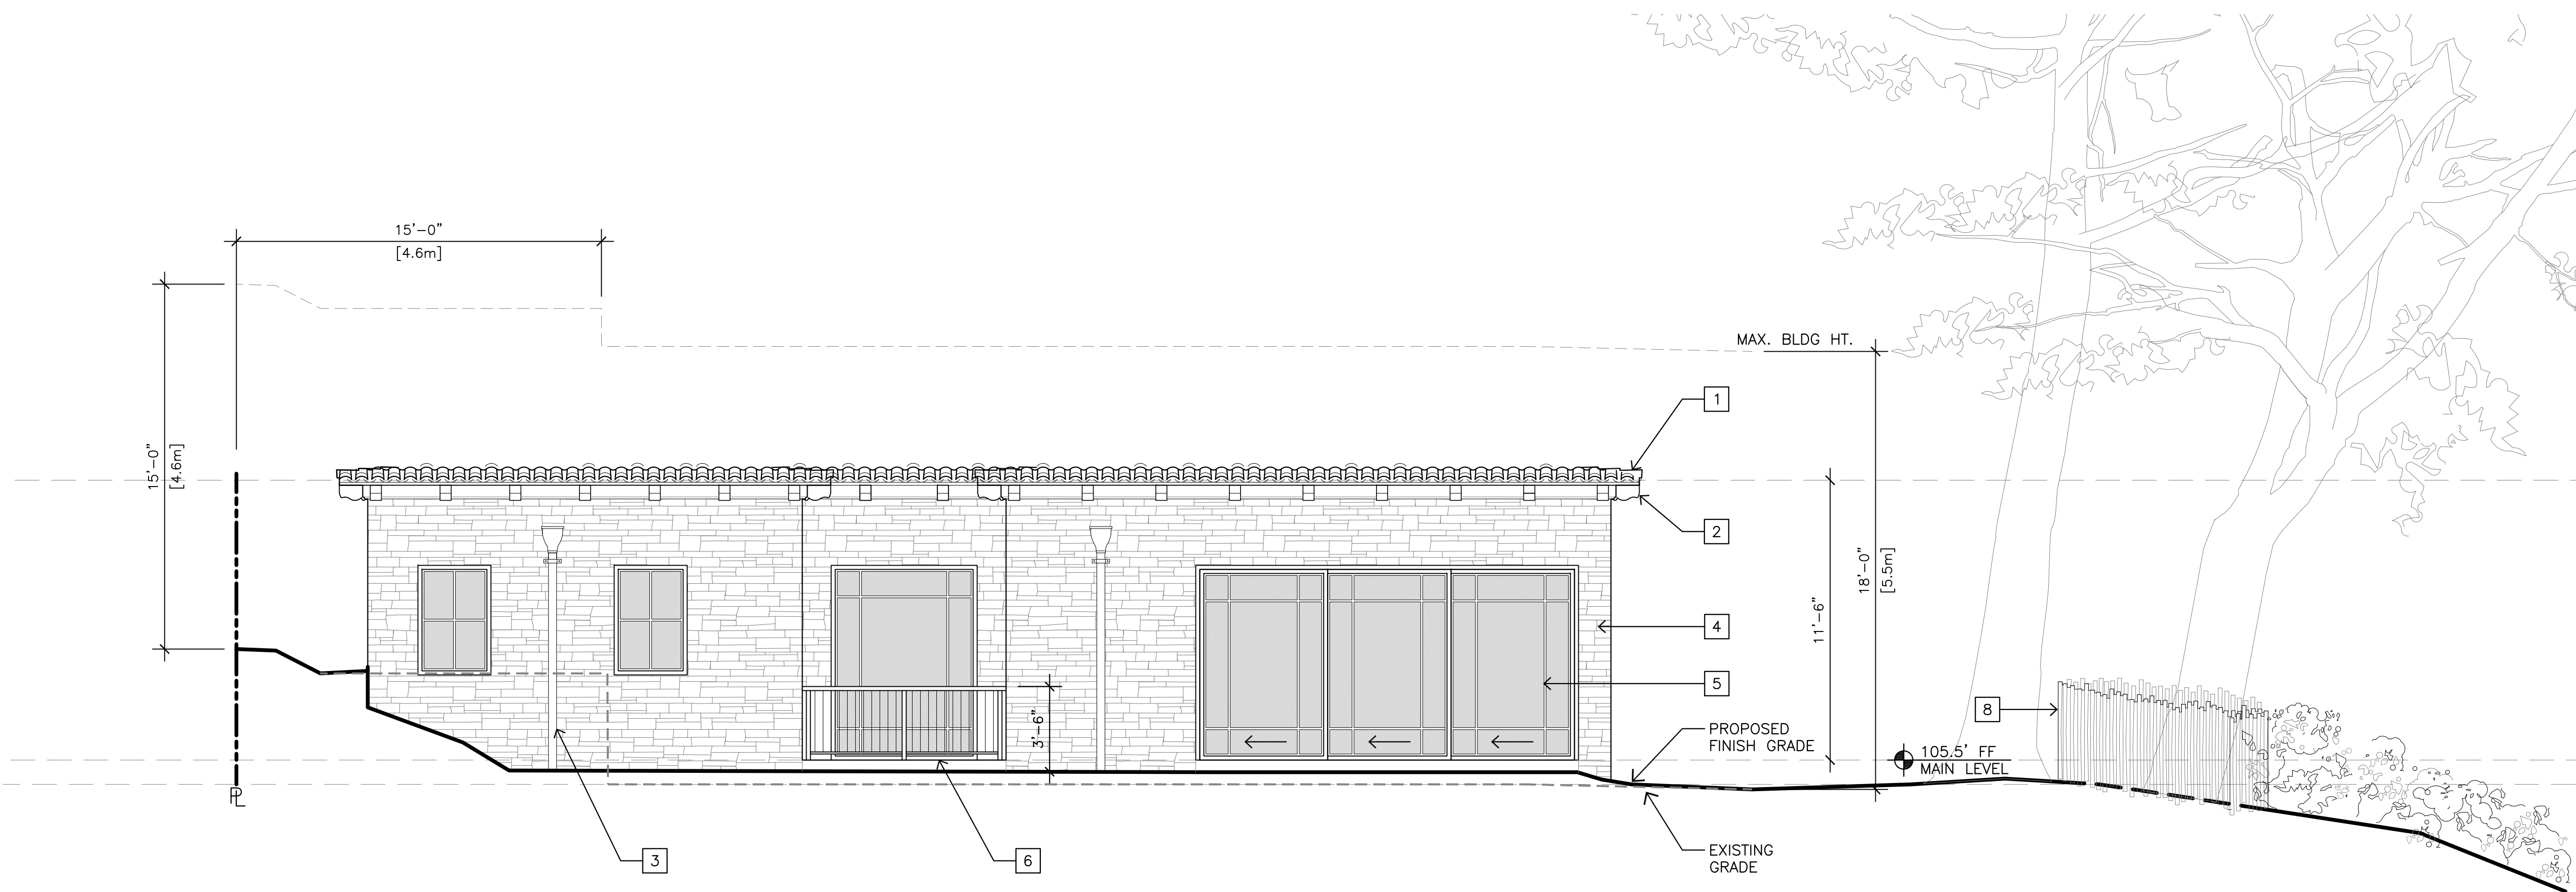 15'-0"
[4.6m]
MAX. BLDG HT.
1
15'-0"
[4.6m]
2
18'-0"
[5.5m]
11'-6"
4
5
8
3'-6"
PROPOSED
FINISH GRADE
105.5' FF
MAIN LEVEL
PL
3
6
EXISTING
GRADE